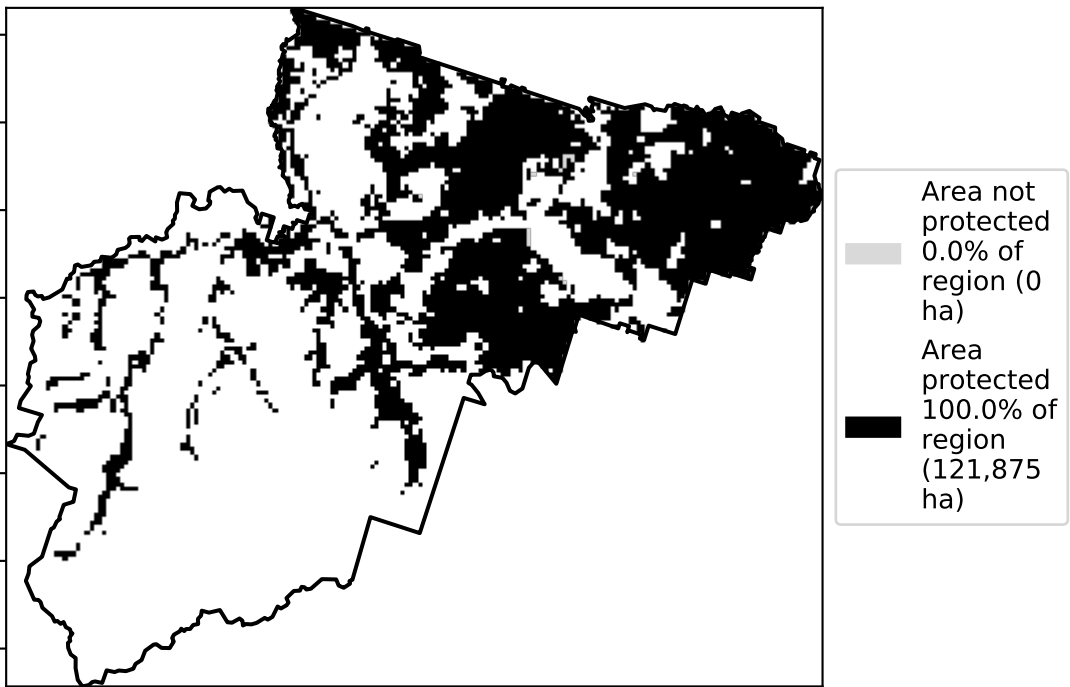 Area not
protected
0.0% of
region (0
ha)
Area
protected
100.0% of
region
(121,875
ha)